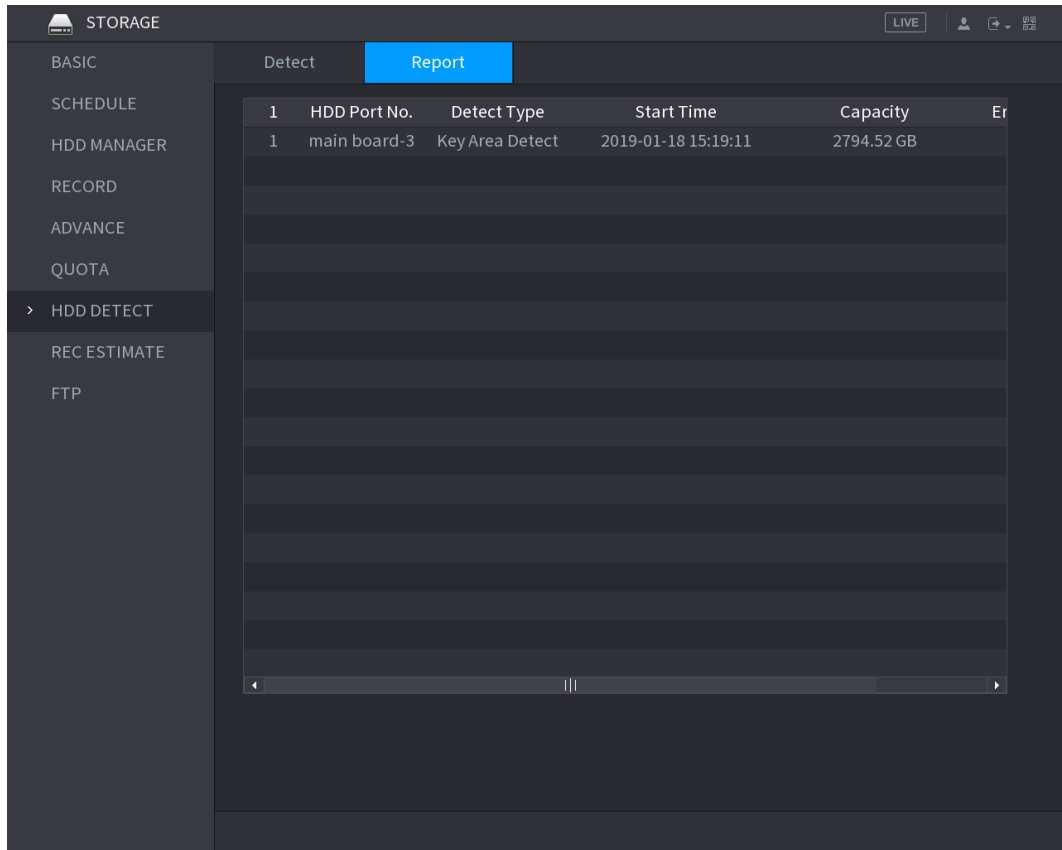 STORAGE LIVE
BASIC
SCHEDULE
HDD MANAGER
RECORD
ADVANCE
QUOTA
HDD DETECT
REC ESTIMATE
FTP
Detect Report
1 HDD Port No. Detect Type Start Time Capacity Er
1 main board-3 Key Area Detect 2019-01-18 15:19:11 2794.52 GB